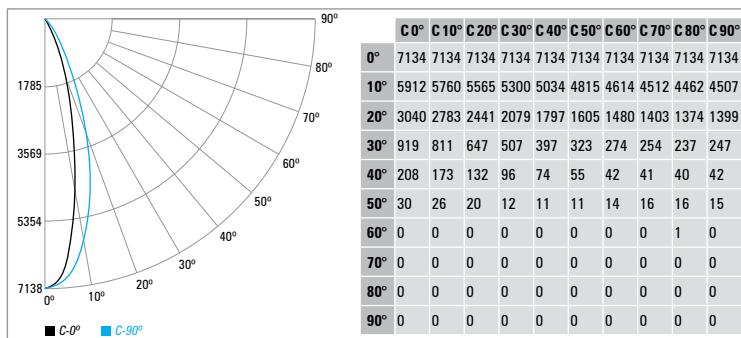 90º
80º
70º
60º
50º
40º
30º
20º
10º
0º
1785
3569
5354
7138
C-0º C-90º
C 0° C 10° C 20° C 30° C 40° C 50° C 60° C 70° C 80° C 90°
0° 7134 7134 7134 7134 7134 7134 7134 7134 7134 7134
10° 5912 5760 5565 5300 5034 4815 4614 4512 4462 4507
20° 3040 2783 2441 2079 1797 1605 1480 1403 1374 1399
30° 919 811 647 507 397 323 274 254 237 247
40° 208 173 132 96 74 55 42 41 40 42
50° 30 26 20 12 11 11 14 16 16 15
60° 0 0 0 0 0 0 0 0 1 0
70° 0 0 0 0 0 0 0 0 0 0
80° 0 0 0 0 0 0 0 0 0 0
90° 0 0 0 0 0 0 0 0 0 0